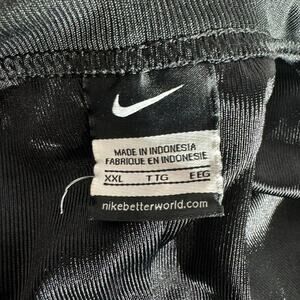 MADE IN INDONESIA
FABRIQUE EN INDONESIE
XXL TTG EEG
nikebetterworld.com